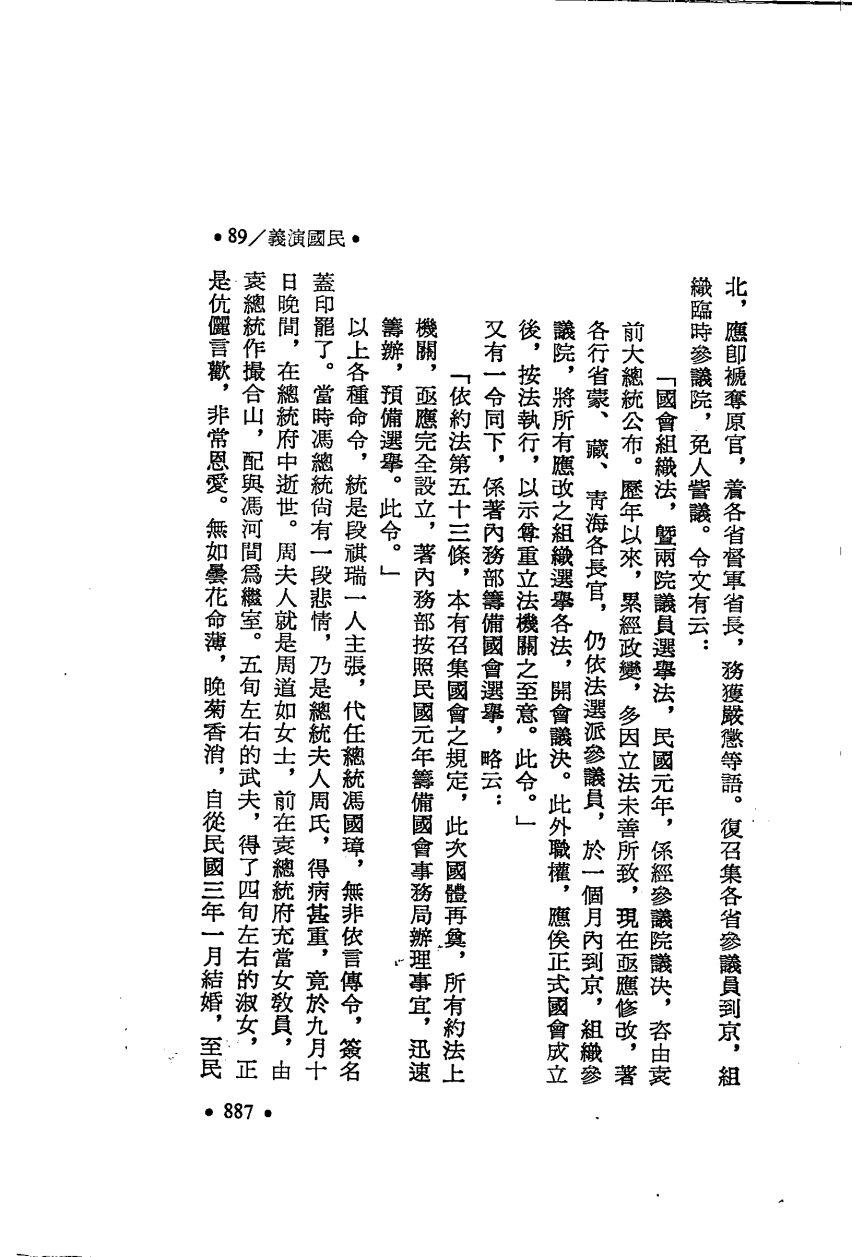 •89／義演國民•
北，應卽褫奪原官，着各省督軍省長，務獲嚴懲等語。復召集各省參議員到京，組
織臨時參議院，免人訾議。令文有云：
「國會組織法，曁兩院議員選舉法，民國元年，係經參議院議决，咨由袁
前大總統公布。歷年以來，累經政變，多因立法未善所致，現在亟應修改，著
各行省蒙、藏、靑海各長官，仍依法選派參議員，於一個月內到京，組織參
議院，將所有應改之組織選舉各法，開會議决。此外職權，應俟正式國會成立
後，按法執行，以示尊重立法機關之至意。此令。」
又有一令同下，係著內務部籌備國會選舉，略云：
「依約法第五十三條，本有召集國會之規定，此次國體再奠，所有約法上
機關，亟應完全設立，著內務部按照民國元年籌備國會事務局辦理事宜，迅速
籌辦，預備選舉。此令。」
以上各種命令，統是段祺瑞一人主張，代任總統馮國璋，無非依言傳令，簽名
蓋印罷了。當時馮總統尙有一段悲情，乃是總統夫人周氏，得病甚重，竟於九月十
日晚間，在總統府中逝世。周夫人就是周道如女士，前在袁總統府充當女敎員，由
袁總統作撮合山，配與馮河間爲繼室。五旬左右的武夫，得了四旬左右的淑女，正
是伉儷言歡，非常恩愛。無如曇花命薄，晚菊香消，自從民國三年一月結婚，至民
•887•